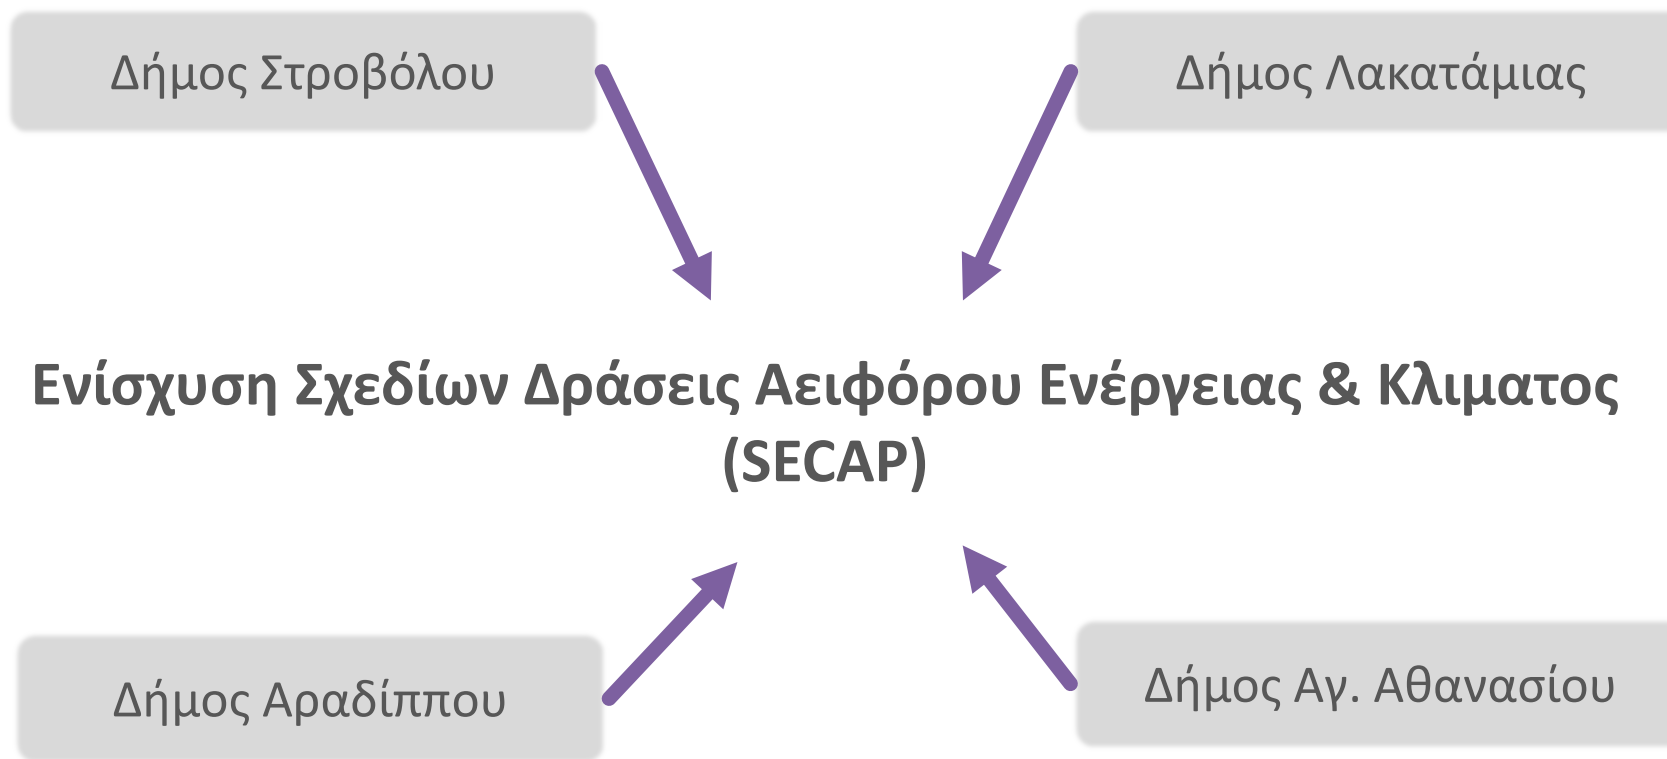 Δήμος Στροβόλου
Δήμος Λακατάμιας
Ενίσχυση Σχεδίων Δράσεις Αειφόρου Ενέργειας & Κλιματος
(SECAP)
Δήμος Αραδίππου
Δήμος Αγ. Αθανασίου